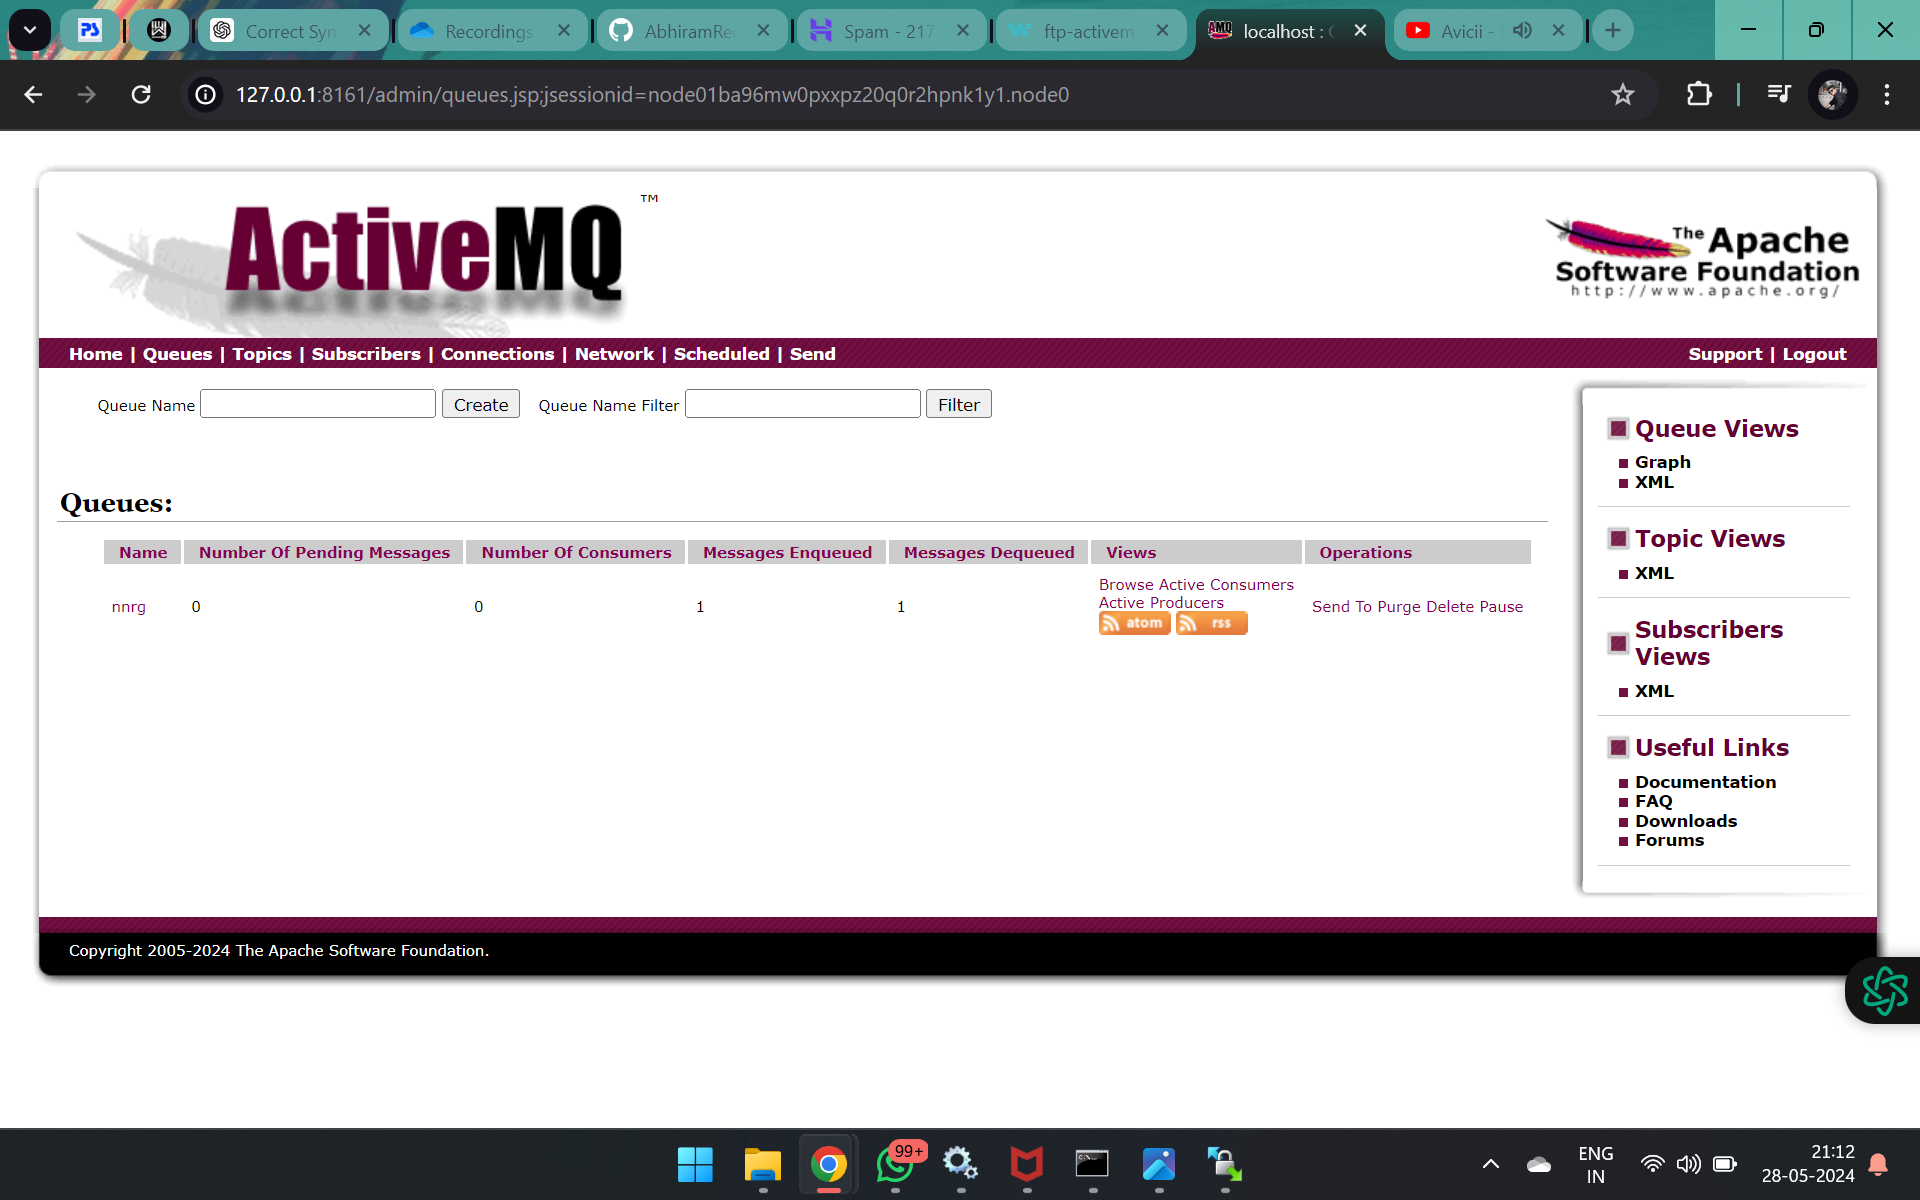 PS
Correct Syn
Recordings
AbhiramRe
Spam - 217
ftp-activem
AMQ
localhost :
Avicii -
127.0.0.1:8161/admin/queues.jsp;jsessionid=node01ba96mw0pxxpz20q0r2hpnk1y1.node0
ActiveMQ ™
The Apache
Software Foundation
http://www.apache.org/
Home | Queues | Topics | Subscribers | Connections | Network | Scheduled | Send
Support | Logout
Queue Name Create Queue Name Filter Filter
Queues:
Name Number Of Pending Messages Number Of Consumers Messages Enqueued Messages Dequeued Views Operations
nnrg 0 0 1 1
Browse Active Consumers
Active Producers
atom rss
Send To Purge Delete Pause
Queue Views
Graph
XML
Topic Views
XML
Subscribers
Views
XML
Useful Links
Documentation
FAQ
Downloads
Forums
Copyright 2005-2024 The Apache Software Foundation.
99+
ENG
IN
21:12
28-05-2024